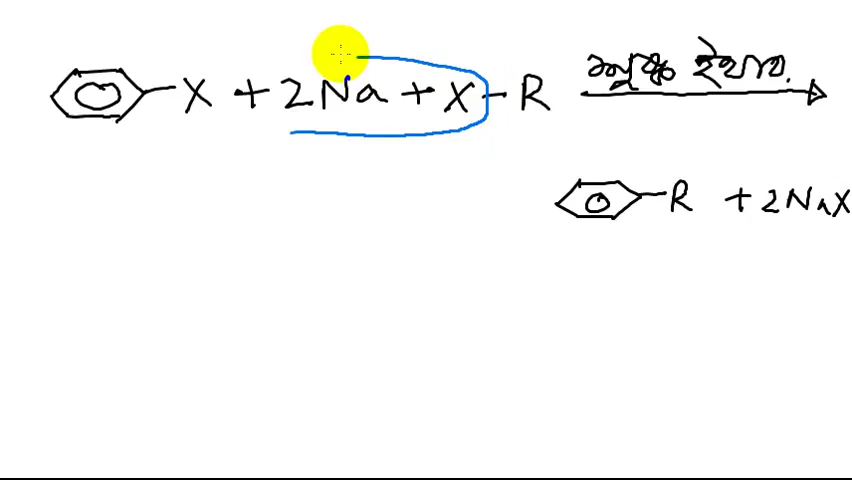 X + 2Na + X - R শুষ্ক ইথার
R + 2NaX